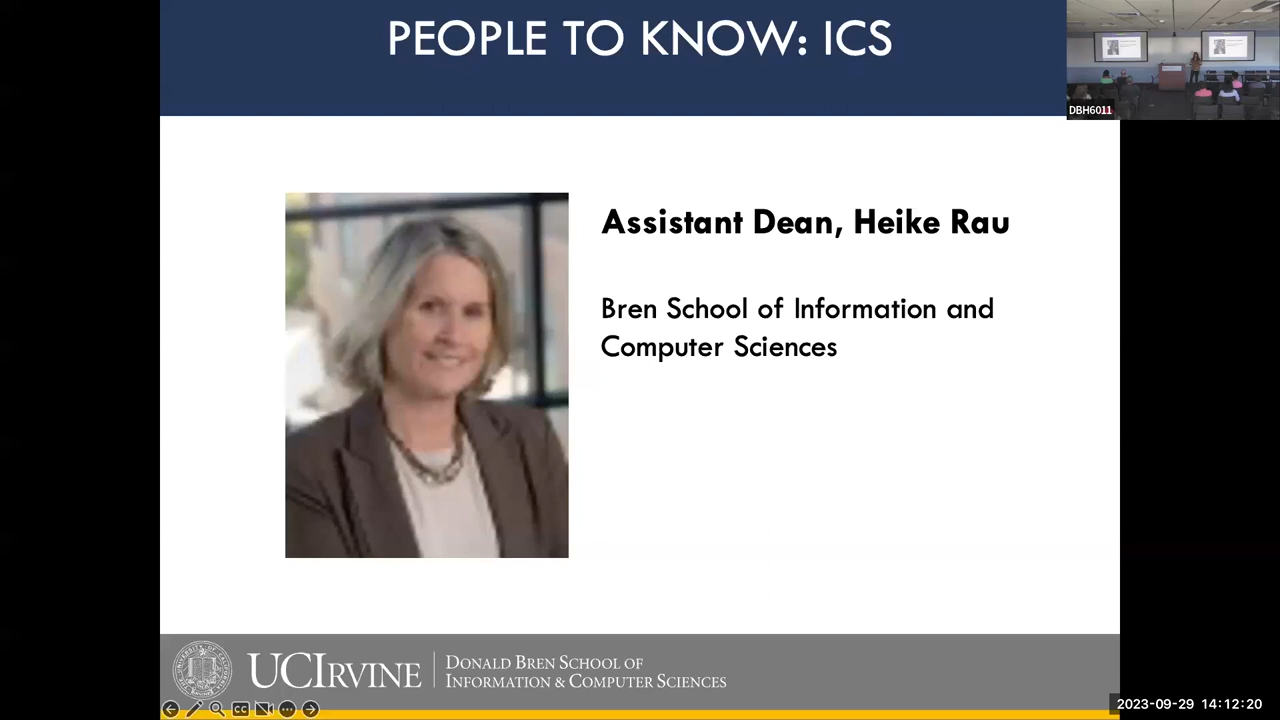 PEOPLE TO KNOW: ICS
DBH6011
Assistant Dean, Heike Rau
Bren School of Information and
Computer Sciences
UCIRVINE
DONALD BREN SCHOOL OF
INFORMATION & COMPUTER SCIENCES
CC
2023-09-29 14:12:20